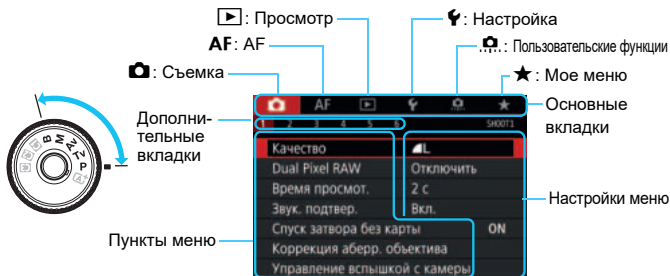 : Просмотр
: Настройка
AF: AF
: Пользовательские функции
: Съемка
★: Мое меню
AF
Основные вкладки
Дополни-
тельные
вкладки
1 2 3 4 5 6 SHOOT1
Качество L
Dual Pixel RAW Отключить
Время просмот. 2 с
Звук. подтвер. Вкл.
Спуск затвора без карты ON
Коррекция аберр. объектива
Управление вспышкой с камеры
Настройки меню
Пункты меню
B M Av Tv P A+